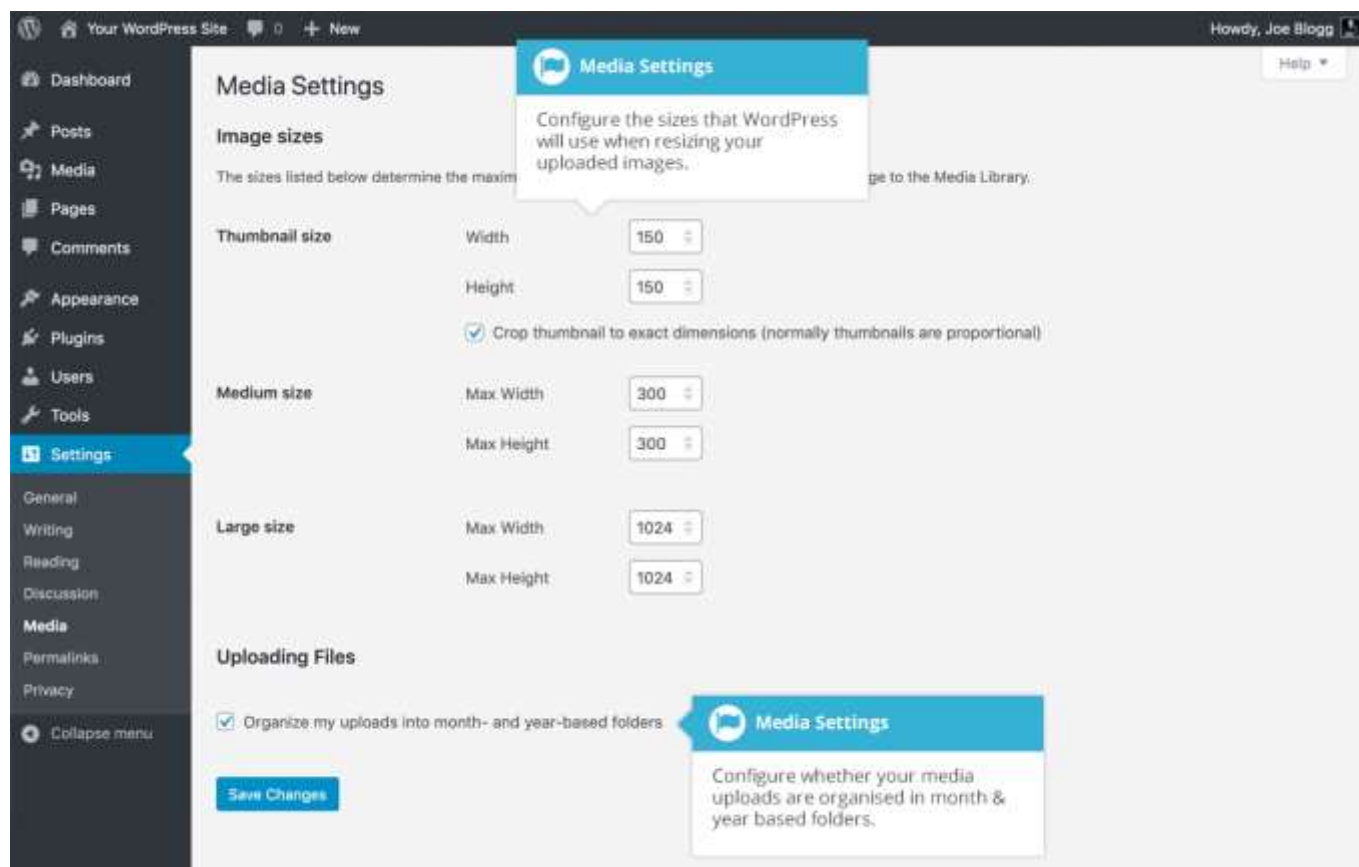 Your WordPress Site 0 + New Howdy, Joe Blogg
Help
Dashboard
Posts
Media
Pages
Comments
Appearance
Plugins
Users
Tools
Settings
General
Writing
Reading
Discussion
Media
Permalinks
Privacy
Collapse menu
Media Settings
Media Settings
Configure the sizes that WordPress
will use when resizing your
uploaded images.
Image sizes
The sizes listed below determine the maxim ge to the Media Library.
Thumbnail size Width 150
Height 150
Crop thumbnail to exact dimensions (normally thumbnails are proportional)
Medium size Max Width 300
Max Height 300
Large size Max Width 1024
Max Height 1024
Uploading Files
Organize my uploads into month- and year-based folders
Media Settings
Configure whether your media
uploads are organised in month &
year based folders.
Save Changes